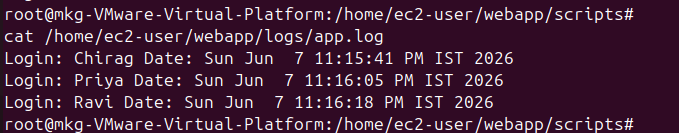 root@mkg-VMware-Virtual-Platform:/home/ec2-user/webapp/scripts#
cat /home/ec2-user/webapp/logs/app.log
Login: Chirag Date: Sun Jun  7 11:15:41 PM IST 2026
Login: Priya Date: Sun Jun  7 11:16:05 PM IST 2026
Login: Ravi Date: Sun Jun  7 11:16:18 PM IST 2026
root@mkg-VMware-Virtual-Platform:/home/ec2-user/webapp/scripts#